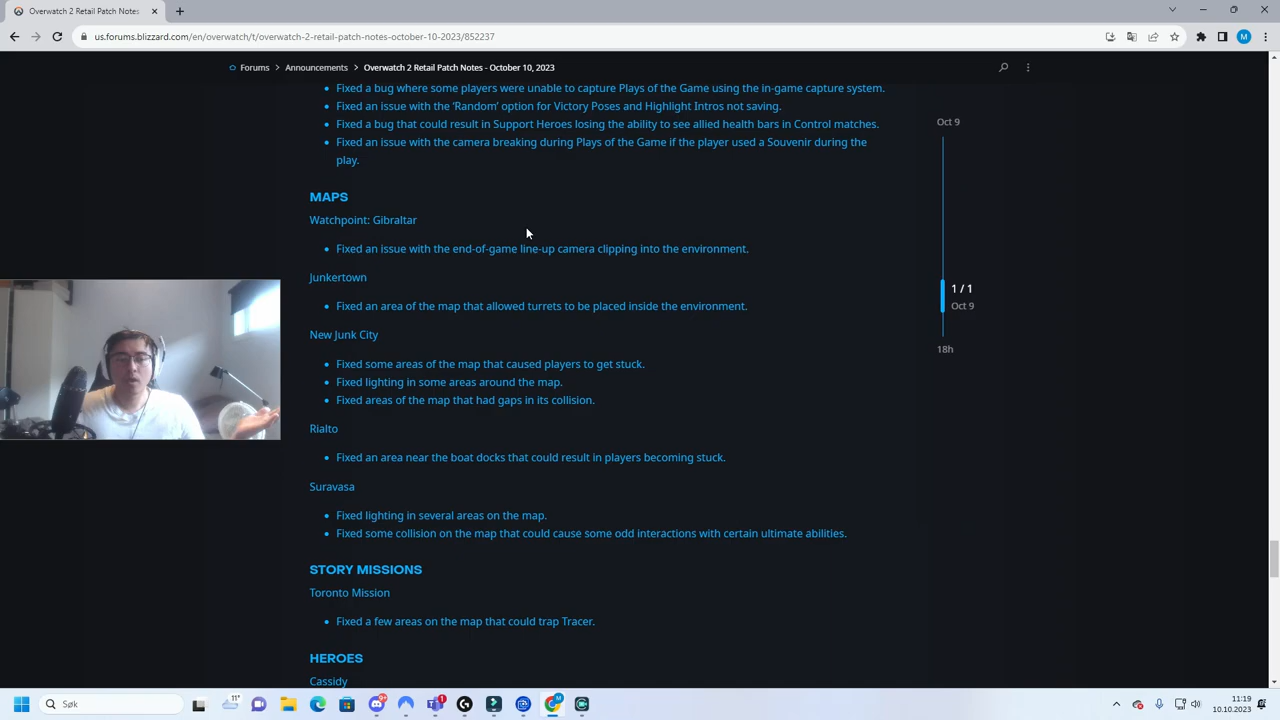 Overwatch 2 Retail Patch Notes
us.forums.blizzard.com/en/overwatch/t/overwatch-2-retail-patch-notes-october-10-2023/852237
M
Forums > Announcements > Overwatch 2 Retail Patch Notes - October 10, 2023
Fixed a bug where some players were unable to capture Plays of the Game using the in-game capture system.
Fixed an issue with the ‘Random’ option for Victory Poses and Highlight Intros not saving.
Fixed a bug that could result in Support Heroes losing the ability to see allied health bars in Control matches.
Fixed an issue with the camera breaking during Plays of the Game if the player used a Souvenir during the
play.
MAPS
Watchpoint: Gibraltar
Fixed an issue with the end-of-game line-up camera clipping into the environment.
Junkertown
Fixed an area of the map that allowed turrets to be placed inside the environment.
New Junk City
Fixed some areas of the map that caused players to get stuck.
Fixed lighting in some areas around the map.
Fixed areas of the map that had gaps in its collision.
Rialto
Fixed an area near the boat docks that could result in players becoming stuck.
Suravasa
Fixed lighting in several areas on the map.
Fixed some collision on the map that could cause some odd interactions with certain ultimate abilities.
STORY MISSIONS
Toronto Mission
Fixed a few areas on the map that could trap Tracer.
HEROES
Cassidy
Oct 9
1 / 1
Oct 9
18h
Søk
11°
9+
1
M
11:19
10.10.2023